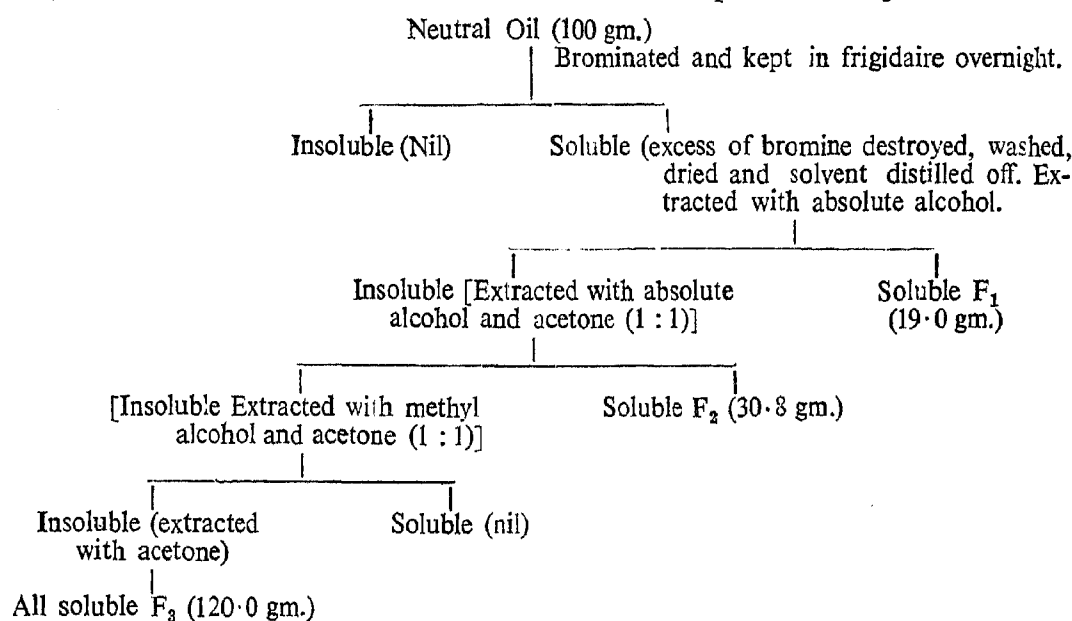 Neutral Oil (100 gm.)
Brominated and kept in frigidaire overnight.
Insoluble (Nil)
Soluble (excess of bromine destroyed, washed,
dried and solvent distilled off. Ex-
tracted with absolute alcohol.
Insoluble [Extracted with absolute
alcohol and acetone (1 : 1)]
Soluble F₁
(19·0 gm.)
[Insoluble Extracted with methyl
alcohol and acetone (1 : 1)]
Soluble F₂ (30·8 gm.)
Insoluble (extracted
with acetone)
Soluble (nil)
All soluble F₃ (120·0 gm.)